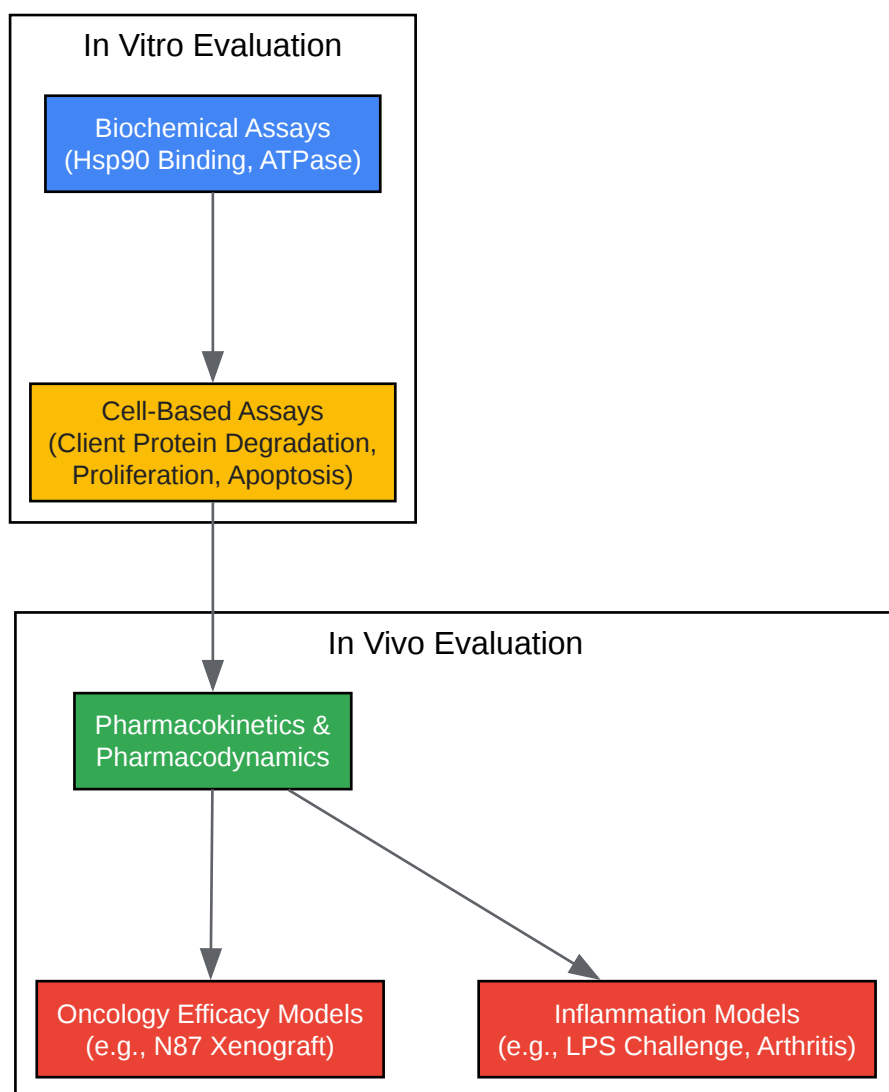 In Vitro Evaluation
Biochemical Assays
(Hsp90 Binding, ATPase)
Cell-Based Assays
(Client Protein Degradation,
Proliferation, Apoptosis)
In Vivo Evaluation
Pharmacokinetics &
Pharmacodynamics
Oncology Efficacy Models
(e.g., N87 Xenograft)
Inflammation Models
(e.g., LPS Challenge, Arthritis)